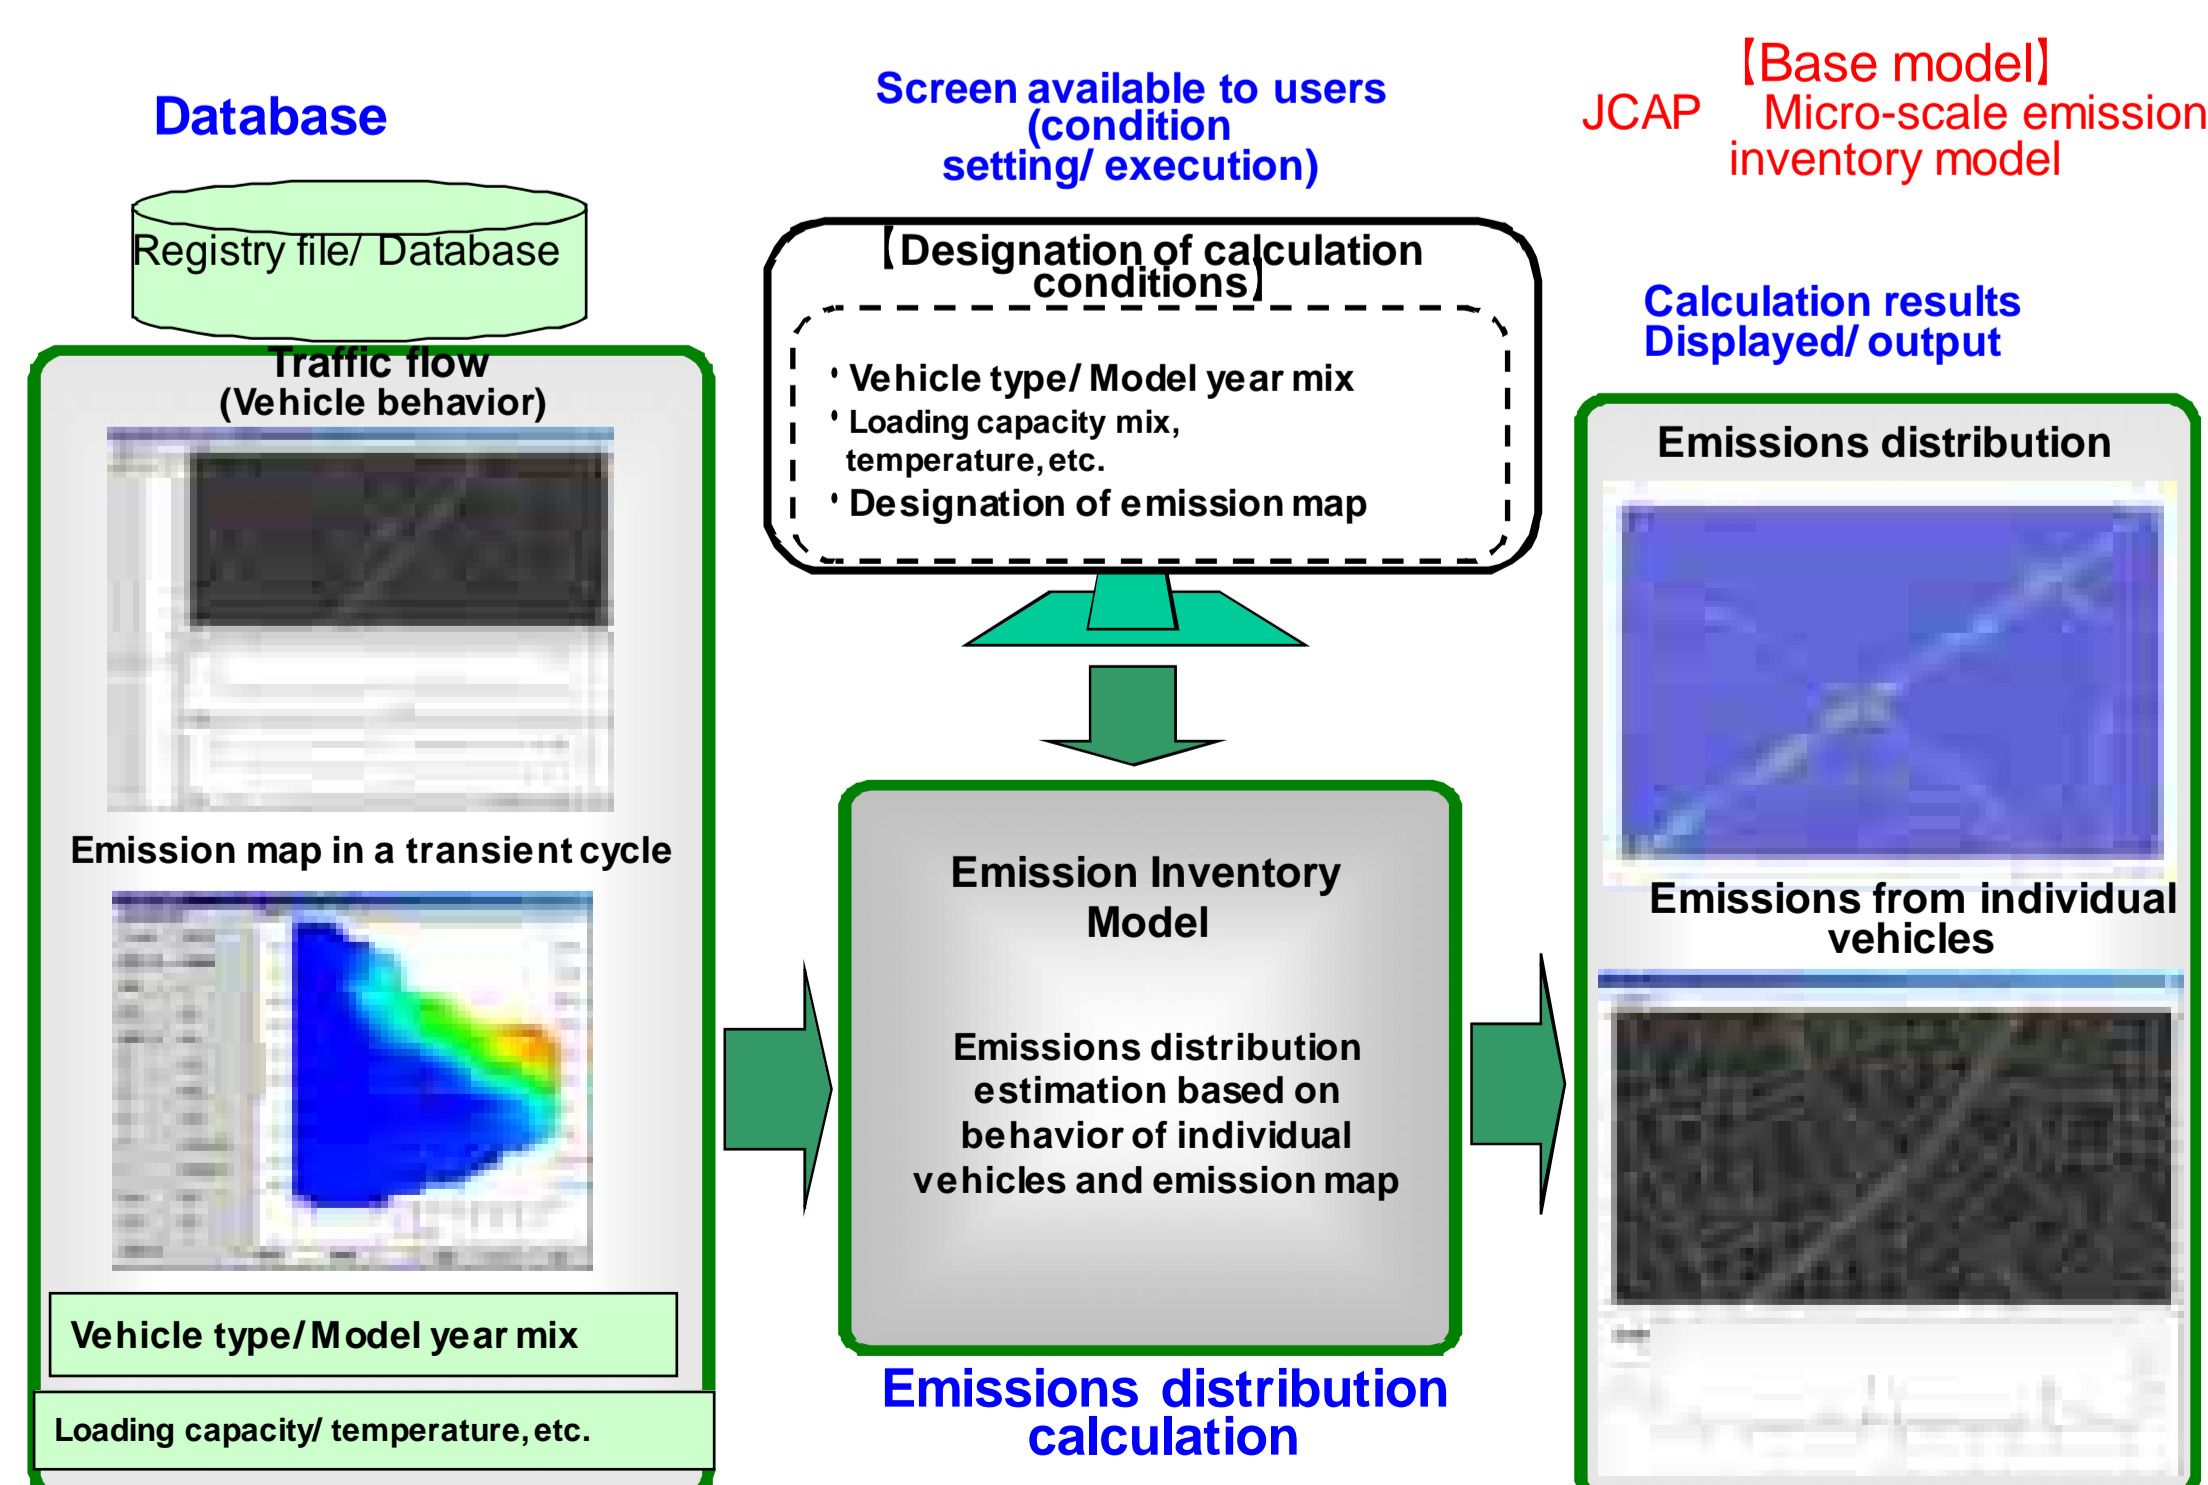 Database
Registry file/ Database
Traffic flow
(Vehicle behavior)
Emission map in a transient cycle
Vehicle type/ Model year mix
Loading capacity/ temperature, etc.
Screen available to users
(condition
setting/ execution)
【Designation of calculation
conditions】
・Vehicle type/ Model year mix
・Loading capacity mix,
temperature, etc.
・Designation of emission map
Emission Inventory
Model
Emissions distribution
estimation based on
behavior of individual
vehicles and emission map
Emissions distribution
calculation
【Base model】
JCAP Micro-scale emission
inventory model
Calculation results
Displayed/ output
Emissions distribution
Emissions from individual
vehicles